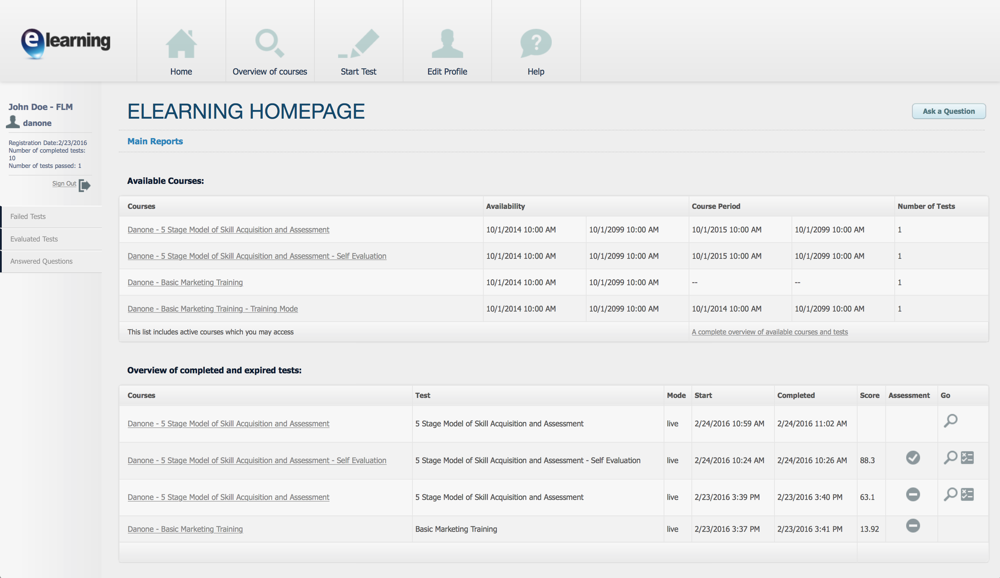 elearning
Home
Overview of courses
Start Test
Edit Profile
?
Help
John Doe - FLM
danone
Registration Date:2/23/2016
Number of completed tests:
10
Number of tests passed: 1
Sign Out
Failed Tests
Evaluated Tests
Answered Questions
ELEARNING HOMEPAGE
Ask a Question
Main Reports
Available Courses:
Courses Availability Course Period Number of Tests
Danone - 5 Stage Model of Skill Acquisition and Assessment 10/1/2014 10:00 AM 10/1/2099 10:00 AM 10/1/2015 10:00 AM 10/1/2099 10:00 AM 1
Danone - 5 Stage Model of Skill Acquisition and Assessment - Self Evaluation 10/1/2014 10:00 AM 10/1/2099 10:00 AM 10/1/2015 10:00 AM 10/1/2099 10:00 AM 1
Danone - Basic Marketing Training 10/1/2014 10:00 AM 10/1/2099 10:00 AM -- -- 1
Danone - Basic Marketing Training - Training Mode 10/1/2014 10:00 AM 10/1/2099 10:00 AM 10/1/2014 10:00 AM 10/1/2099 10:00 AM 1
This list includes active courses which you may access A complete overview of available courses and tests
Overview of completed and expired tests:
Courses Test Mode Start Completed Score Assessment Go
Danone - 5 Stage Model of Skill Acquisition and Assessment 5 Stage Model of Skill Acquisition and Assessment live 2/24/2016 10:59 AM 2/24/2016 11:02 AM
Danone - 5 Stage Model of Skill Acquisition and Assessment - Self Evaluation 5 Stage Model of Skill Acquisition and Assessment - Self Evaluation live 2/24/2016 10:24 AM 2/24/2016 10:26 AM 88.3
Danone - 5 Stage Model of Skill Acquisition and Assessment 5 Stage Model of Skill Acquisition and Assessment live 2/23/2016 3:39 PM 2/23/2016 3:40 PM 63.1
Danone - Basic Marketing Training Basic Marketing Training live 2/23/2016 3:37 PM 2/23/2016 3:41 PM 13.92